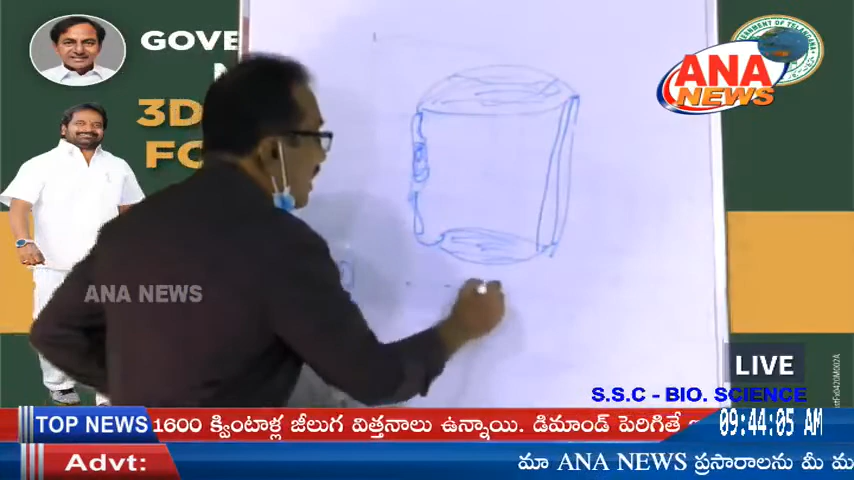 GOVE
3D
FO
ANA
NEWS
ANA NEWS
LIVE
S.S.C - BIO. SCIENCE
TOP NEWS
1600 క్వింటాళ్ల జీలుగ విత్తనాలు ఉన్నాయి. డిమాండ్ పెరిగితే
09:44:05 AM
Advt:
మా ANA NEWS ప్రసారాలను మీ మ